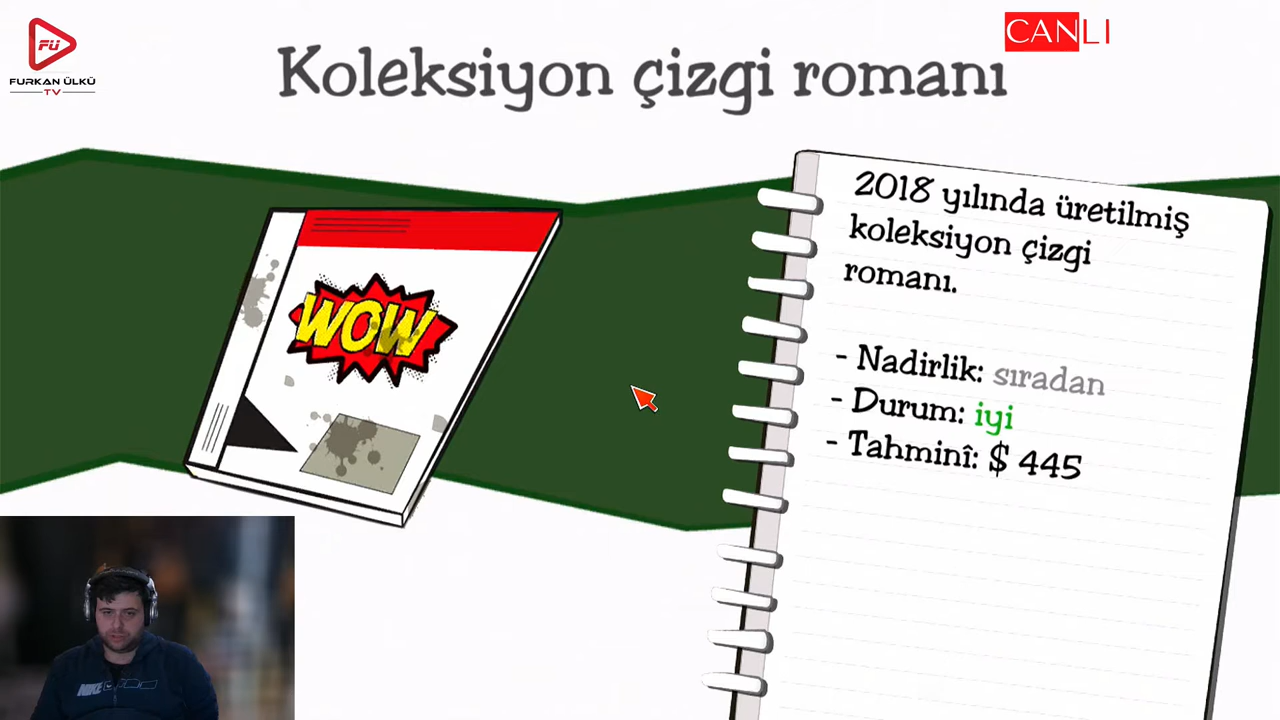 FÜ
FURKAN ÜLKÜ
TV
CANLI
Koleksiyon çizgi romanı
WOW
2018 yılında üretilmiş
koleksiyon çizgi
romanı.
- Nadirlik: sıradan
- Durum: iyi
- Tahminî: $ 445
NIKE